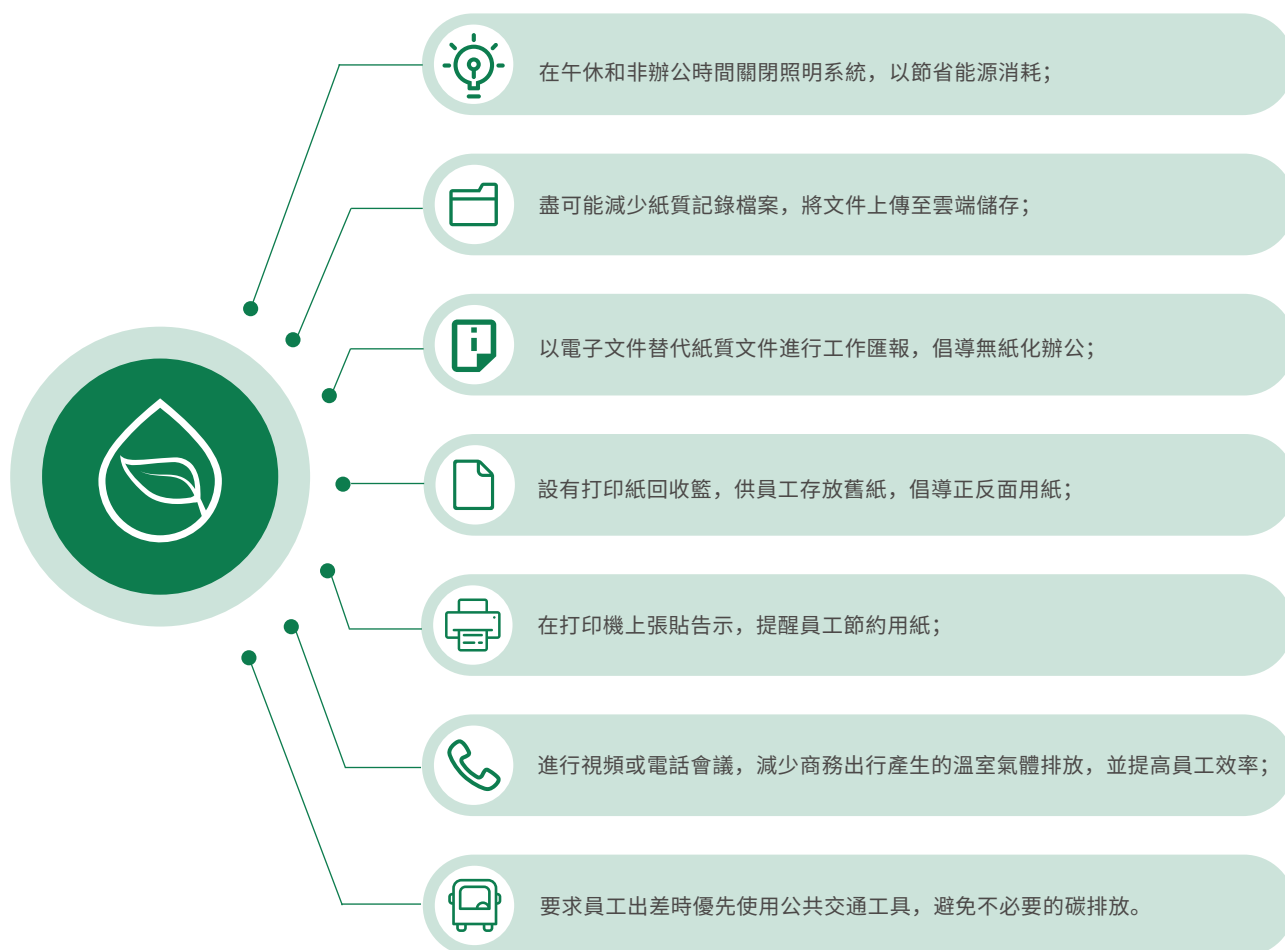 在午休和非辦公時間關閉照明系統，以節省能源消耗；
盡可能減少紙質記錄檔案，將文件上傳至雲端儲存；
以電子文件替代紙質文件進行工作匯報，倡導無紙化辦公；
設有打印紙回收籃，供員工存放舊紙，倡導正反面用紙；
在打印機上張貼告示，提醒員工節約用紙；
進行視頻或電話會議，減少商務出行產生的溫室氣體排放，並提高員工效率；
要求員工出差時優先使用公共交通工具，避免不必要的碳排放。